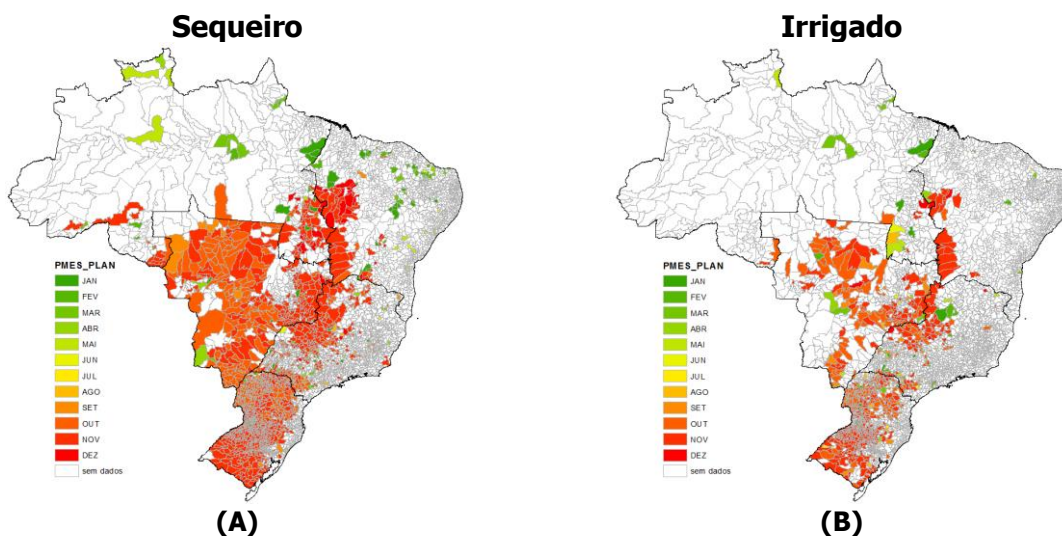 Sequeiro
PMES_PLAN
JAN
FEV
MAR
ABR
MAI
JUN
JUL
AGO
SET
OUT
NOV
DEZ
sem dados
(A)
Irrigado
PMES_PLAN
JAN
FEV
MAR
ABR
MAI
JUN
JUL
AGO
SET
OUT
NOV
DEZ
sem dados
(B)